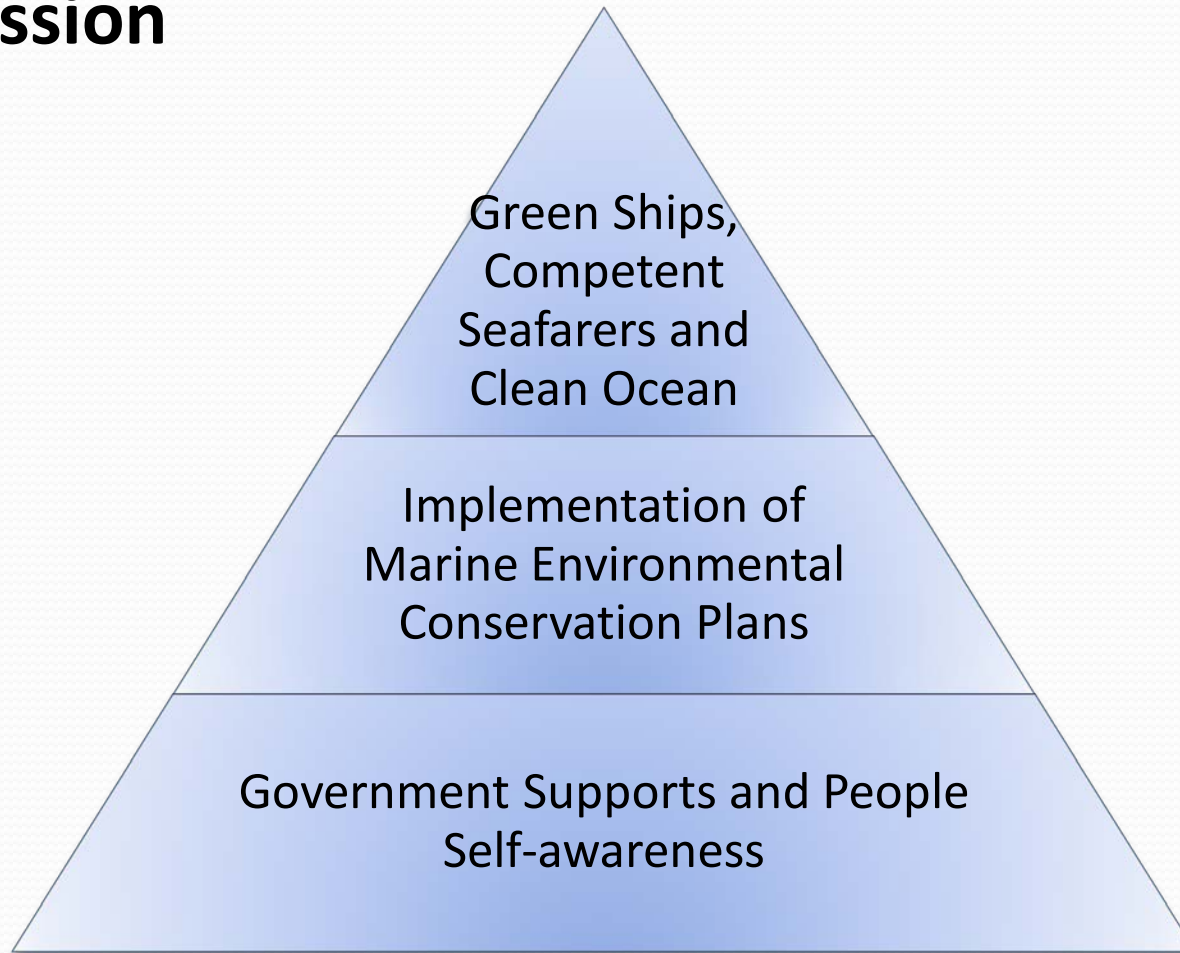 ssion
Green Ships,
Competent
Seafarers and
Clean Ocean
Implementation of
Marine Environmental
Conservation Plans
Government Supports and People
Self-awareness